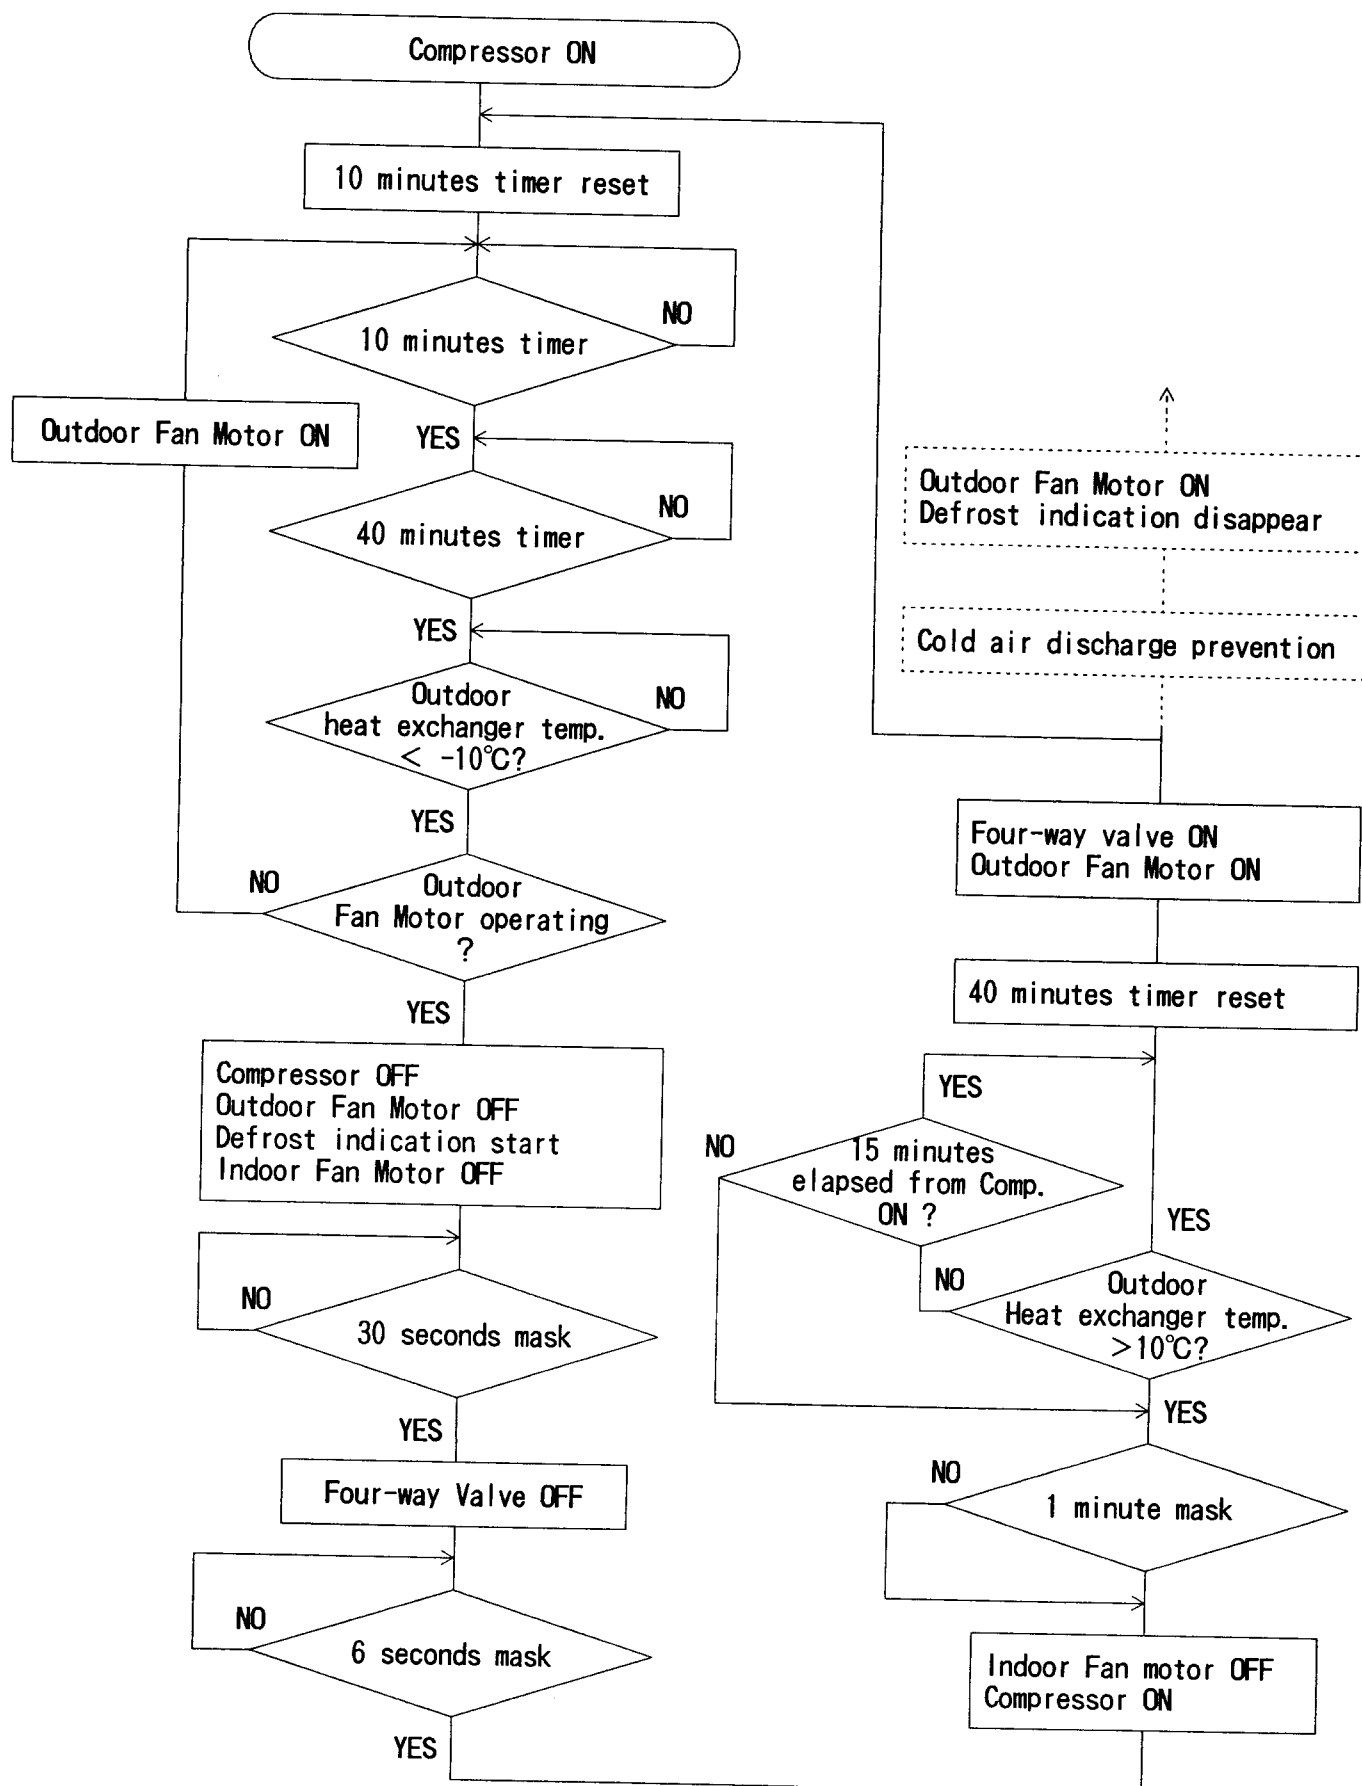 Compressor ON
10 minutes timer reset
NO
10 minutes timer
Outdoor Fan Motor ON
YES
NO
40 minutes timer
YES
NO
Outdoor
heat exchanger temp.
< -10℃?
YES
NO
Outdoor
Fan Motor operating
?
YES
Compressor OFF
Outdoor Fan Motor OFF
Defrost indication start
Indoor Fan Motor OFF
NO
30 seconds mask
YES
Four-way Valve OFF
NO
6 seconds mask
YES
Outdoor Fan Motor ON
Defrost indication disappear
Cold air discharge prevention
Four-way valve ON
Outdoor Fan Motor ON
40 minutes timer reset
YES
NO
15 minutes
elapsed from Comp.
ON ?
YES
NO
Outdoor
Heat exchanger temp.
>10℃?
YES
NO
1 minute mask
Indoor Fan motor OFF
Compressor ON